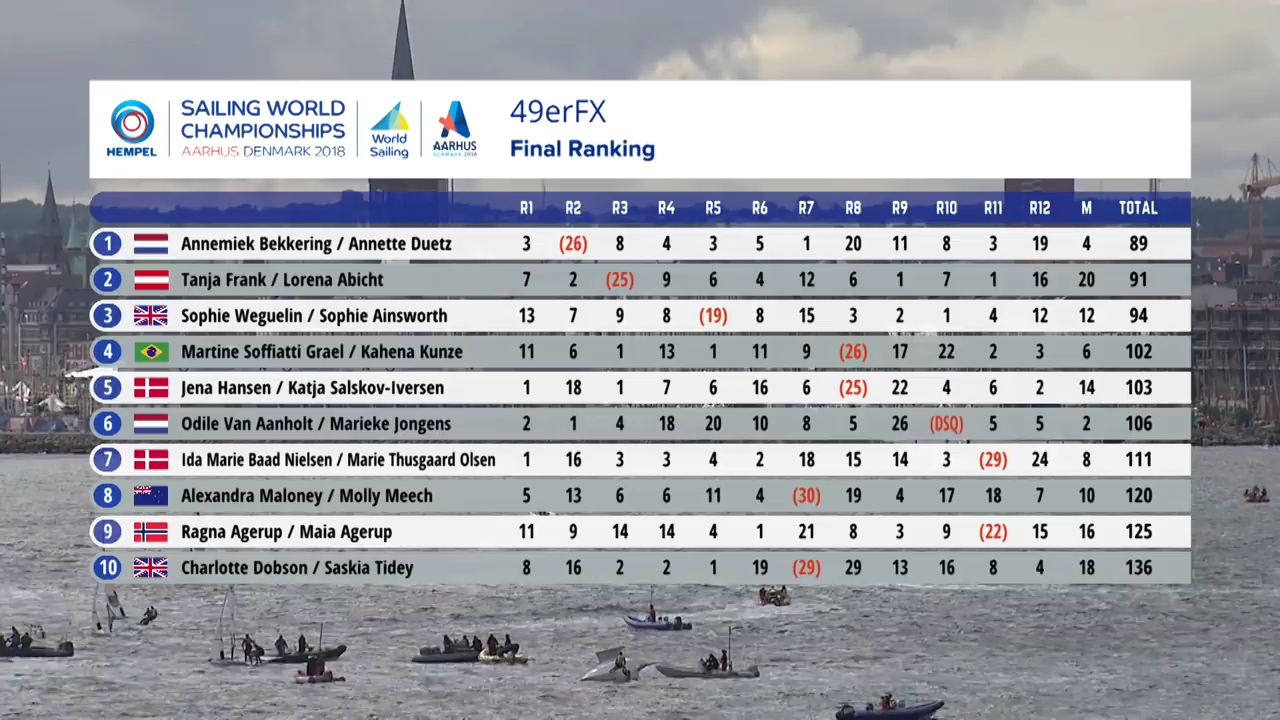 HEMPEL
SAILING WORLD
CHAMPIONSHIPS
AARHUS DENMARK 2018
World
Sailing
AARHUS
DENMARK 2018
49erFX
Final Ranking
R1 R2 R3 R4 R5 R6 R7 R8 R9 R10 R11 R12 M TOTAL
1 Annemiek Bekkering / Annette Duetz 3 (26) 8 4 3 5 1 20 11 8 3 19 4 89
2 Tanja Frank / Lorena Abicht 7 2 (25) 9 6 4 12 6 1 7 1 16 20 91
3 Sophie Weguelin / Sophie Ainsworth 13 7 9 8 (19) 8 15 3 2 1 4 12 12 94
4 Martine Soffiatti Grael / Kahena Kunze 11 6 1 13 1 11 9 (26) 17 22 2 3 6 102
5 Jena Hansen / Katja Salskov-Iversen 1 18 1 7 6 16 6 (25) 22 4 6 2 14 103
6 Odile Van Aanholt / Marieke Jongens 2 1 4 18 20 10 8 5 26 (DSQ) 5 5 2 106
7 Ida Marie Baad Nielsen / Marie Thusgaard Olsen 1 16 3 3 4 2 18 15 14 3 (29) 24 8 111
8 Alexandra Maloney / Molly Meech 5 13 6 6 11 4 (30) 19 4 17 18 7 10 120
9 Ragna Agerup / Maia Agerup 11 9 14 14 4 1 21 8 3 9 (22) 15 16 125
10 Charlotte Dobson / Saskia Tidey 8 16 2 2 1 19 (29) 29 13 16 8 4 18 136